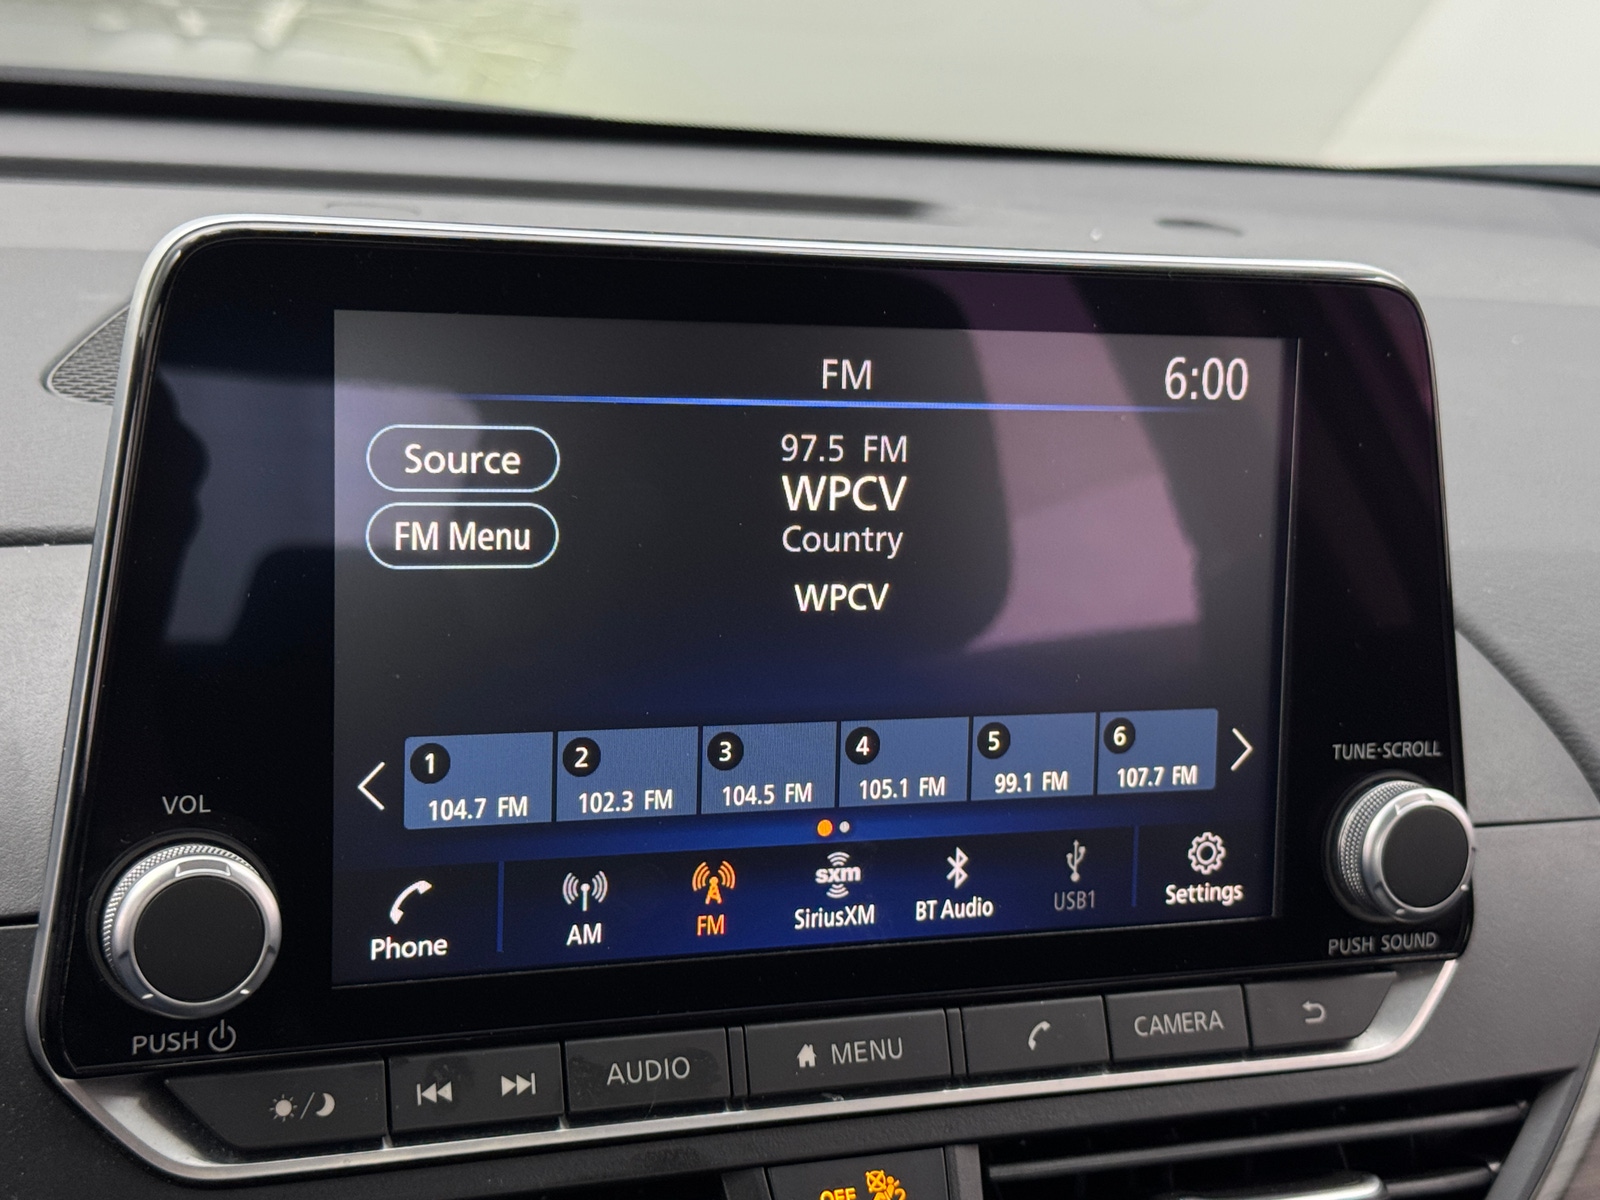 FM
6:00
Source
FM Menu
97.5 FM
WPCV
Country
WPCV
1
104.7 FM
2
102.3 FM
3
104.5 FM
4
105.1 FM
5
99.1 FM
6
107.7 FM
Phone
AM
FM
sxm
SiriusXM
BT Audio
USB1
Settings
VOL
PUSH
TUNE·SCROLL
PUSH SOUND
AUDIO
MENU
CAMERA
OFF
2